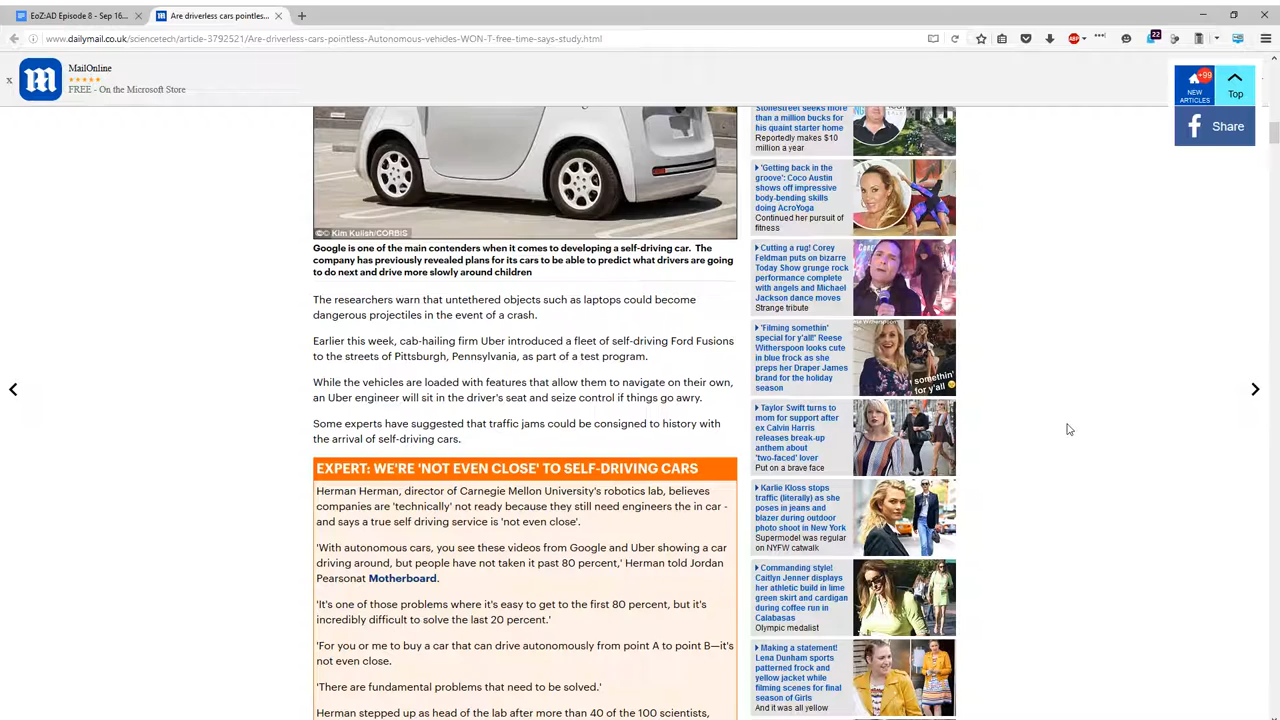 EoZ:AD Episode 8 - Sep 16...
Are driverless cars pointles...
www.dailymail.co.uk/sciencetech/article-3792521/Are-driverless-cars-pointless-Autonomous-vehicles-WON-T-free-time-says-study.html
ABP
22
x
MailOnline
FREE - On the Microsoft Store
+99
NEW
ARTICLES
Top
Share
© Kim Kulish/CORBIS
Google is one of the main contenders when it comes to developing a self-driving car. The
company has previously revealed plans for its cars to be able to predict what drivers are going
to do next and drive more slowly around children
The researchers warn that untethered objects such as laptops could become
dangerous projectiles in the event of a crash.
Earlier this week, cab-hailing firm Uber introduced a fleet of self-driving Ford Fusions
to the streets of Pittsburgh, Pennsylvania, as part of a test program.
While the vehicles are loaded with features that allow them to navigate on their own,
an Uber engineer will sit in the driver's seat and seize control if things go awry.
Some experts have suggested that traffic jams could be consigned to history with
the arrival of self-driving cars.
EXPERT: WE'RE 'NOT EVEN CLOSE' TO SELF-DRIVING CARS
Herman Herman, director of Carnegie Mellon University's robotics lab, believes
companies are 'technically' not ready because they still need engineers the in car -
and says a true self driving service is 'not even close'.
'With autonomous cars, you see these videos from Google and Uber showing a car
driving around, but people have not taken it past 80 percent,' Herman told Jordan
Pearsonat Motherboard.
'It's one of those problems where it's easy to get to the first 80 percent, but it's
incredibly difficult to solve the last 20 percent.'
'For you or me to buy a car that can drive autonomously from point A to point B—it's
not even close.
'There are fundamental problems that need to be solved.'
Herman stepped up as head of the lab after more than 40 of the 100 scientists,
Stonestreet seeks more
than a million bucks for
his quaint starter home
Reportedly makes $10
million a year
'Getting back in the
groove': Coco Austin
shows off impressive
body-bending skills
doing AcroYoga
Continued her pursuit of
fitness
Cutting a rug! Corey
Feldman puts on bizarre
Today Show grunge rock
performance complete
with angels and Michael
Jackson dance moves
Strange tribute
'Filming somethin'
special for y'all!' Reese
Witherspoon looks cute
in blue frock as she
preps her Draper James
brand for the holiday
season
somethin'
for y'all
Taylor Swift turns to
mom for support after
ex Calvin Harris
releases break-up
anthem about
'two-faced' lover
Put on a brave face
Karlie Kloss stops
traffic (literally) as she
poses in jeans and
blazer during outdoor
photo shoot in New York
Supermodel was regular
on NYFW catwalk
Commanding style!
Caitlyn Jenner displays
her athletic build in lime
green skirt and cardigan
during coffee run in
Calabasas
Olympic medalist
Making a statement!
Lena Dunham sports
patterned frock and
yellow jacket while
filming scenes for final
season of Girls
And it was all yellow